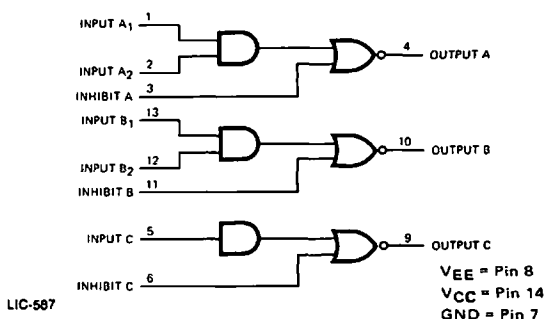 INPUT A1 1
4 OUTPUT A
INPUT A2 2
INHIBIT A 3
INPUT B1 13
10 OUTPUT B
INPUT B2 12
INHIBIT B 11
INPUT C 5
9 OUTPUT C
INHIBIT C 6
VEE = Pin 8
VCC = Pin 14
GND = Pin 7
LIC-587